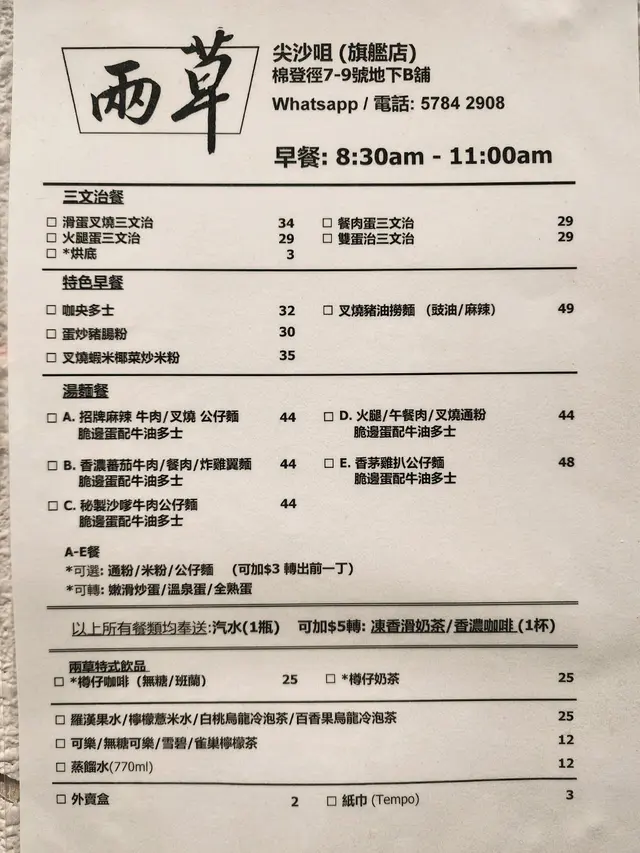 兩草
尖沙咀 (旗艦店)
棉登徑7-9號地下B舖
Whatsapp / 電話: 5784 2908
早餐: 8:30am - 11:00am
三文治餐
☐ 滑蛋叉燒三文治 34 ☐ 餐肉蛋三文治 29
☐ 火腿蛋三文治 29 ☐ 雙蛋治三文治 29
☐ *烘底 3
特色早餐
☐ 咖央多士 32 ☐ 叉燒豬油撈麵 (豉油/麻辣) 49
☐ 蛋炒豬腸粉 30
☐ 叉燒蝦米椰菜炒米粉 35
湯麵餐
☐ A. 招牌麻辣 牛肉/叉燒 公仔麵 44 ☐ D. 火腿/午餐肉/叉燒通粉 44
脆邊蛋配牛油多士 脆邊蛋配牛油多士
☐ B. 香濃蕃茄牛肉/餐肉/炸雞翼麵 44 ☐ E. 香茅雞扒公仔麵 48
脆邊蛋配牛油多士 脆邊蛋配牛油多士
☐ C. 秘製沙嗲牛肉公仔麵 44
脆邊蛋配牛油多士
A-E餐
*可選: 通粉/米粉/公仔麵 (可加$3 轉出前一丁)
*可轉: 嫩滑炒蛋/溫泉蛋/全熟蛋
以上所有餐類均奉送:汽水(1瓶) 可加$5轉: 凍香滑奶茶/香濃咖啡 (1杯)
兩草特式飲品
☐ *樽仔咖啡 (無糖/班蘭) 25 ☐ *樽仔奶茶 25
☐ 羅漢果水/檸檬薏米水/白桃烏龍冷泡茶/百香果烏龍冷泡茶 25
☐ 可樂/無糖可樂/雪碧/雀巢檸檬茶 12
☐ 蒸餾水(770ml) 12
☐ 外賣盒 2 ☐ 紙巾 (Tempo) 3